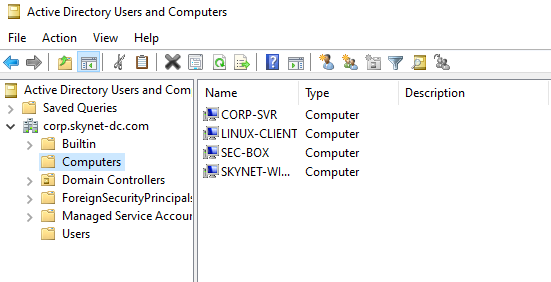 Active Directory Users and Computers
File Action View Help
Active Directory Users and Com
Saved Queries
corp.skynet-dc.com
Builtin
Computers
Domain Controllers
ForeignSecurityPrincipals
Managed Service Accoun
Users
Name Type Description
CORP-SVR Computer
LINUX-CLIENT Computer
SEC-BOX Computer
SKYNET-WI... Computer